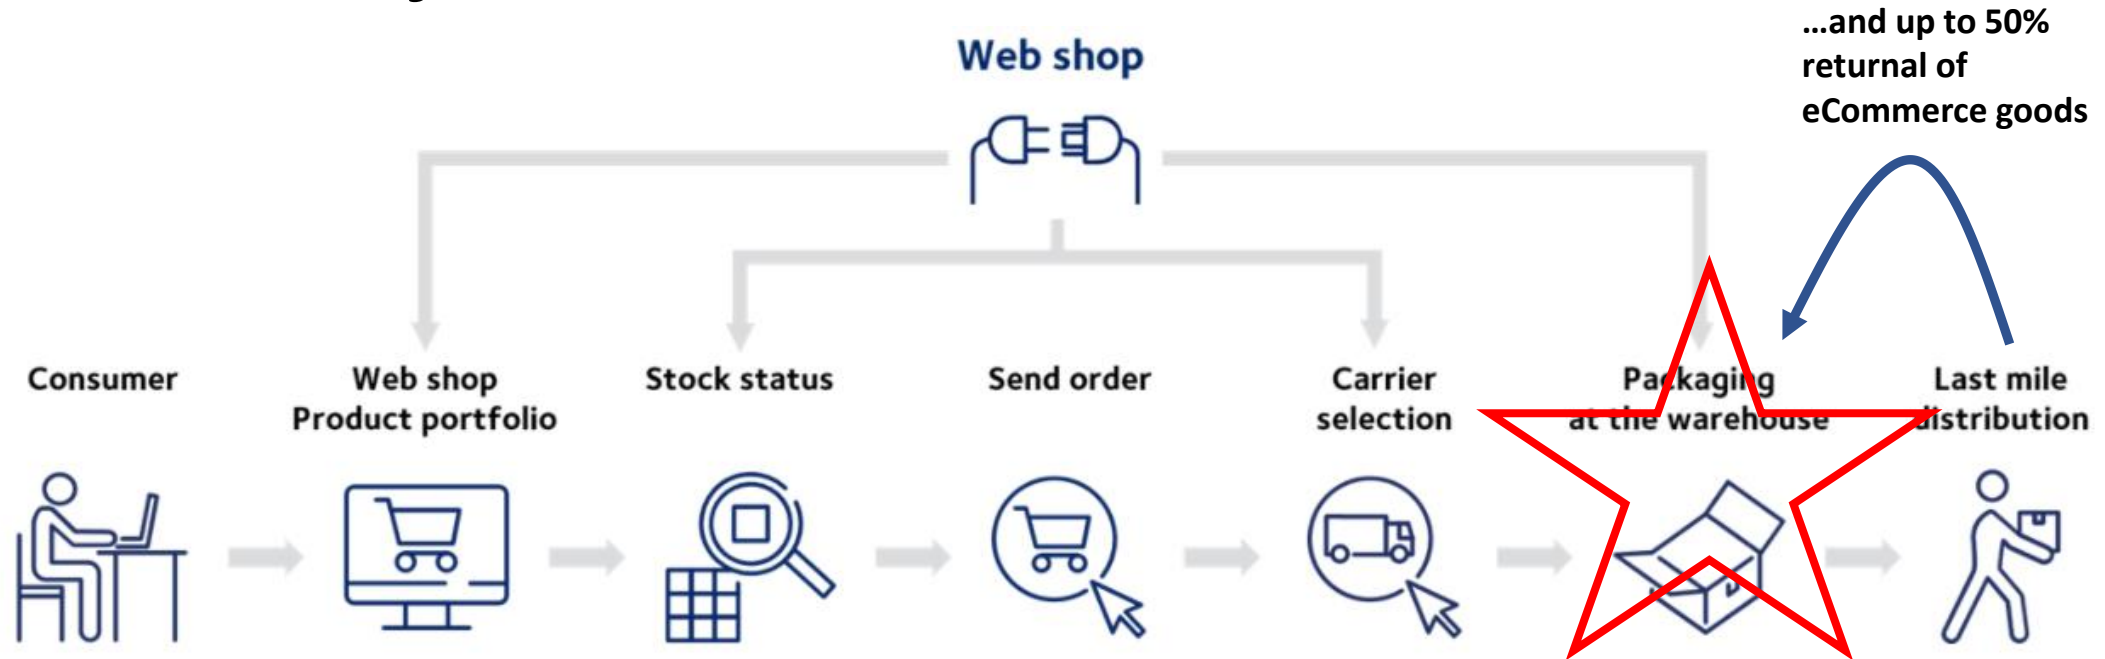 …and up to 50%
returnal of
eCommerce goods
Web shop
Consumer
Web shop
Product portfolio
Stock status
Send order
Carrier
selection
Packaging
at the warehouse
Last mile
distribution